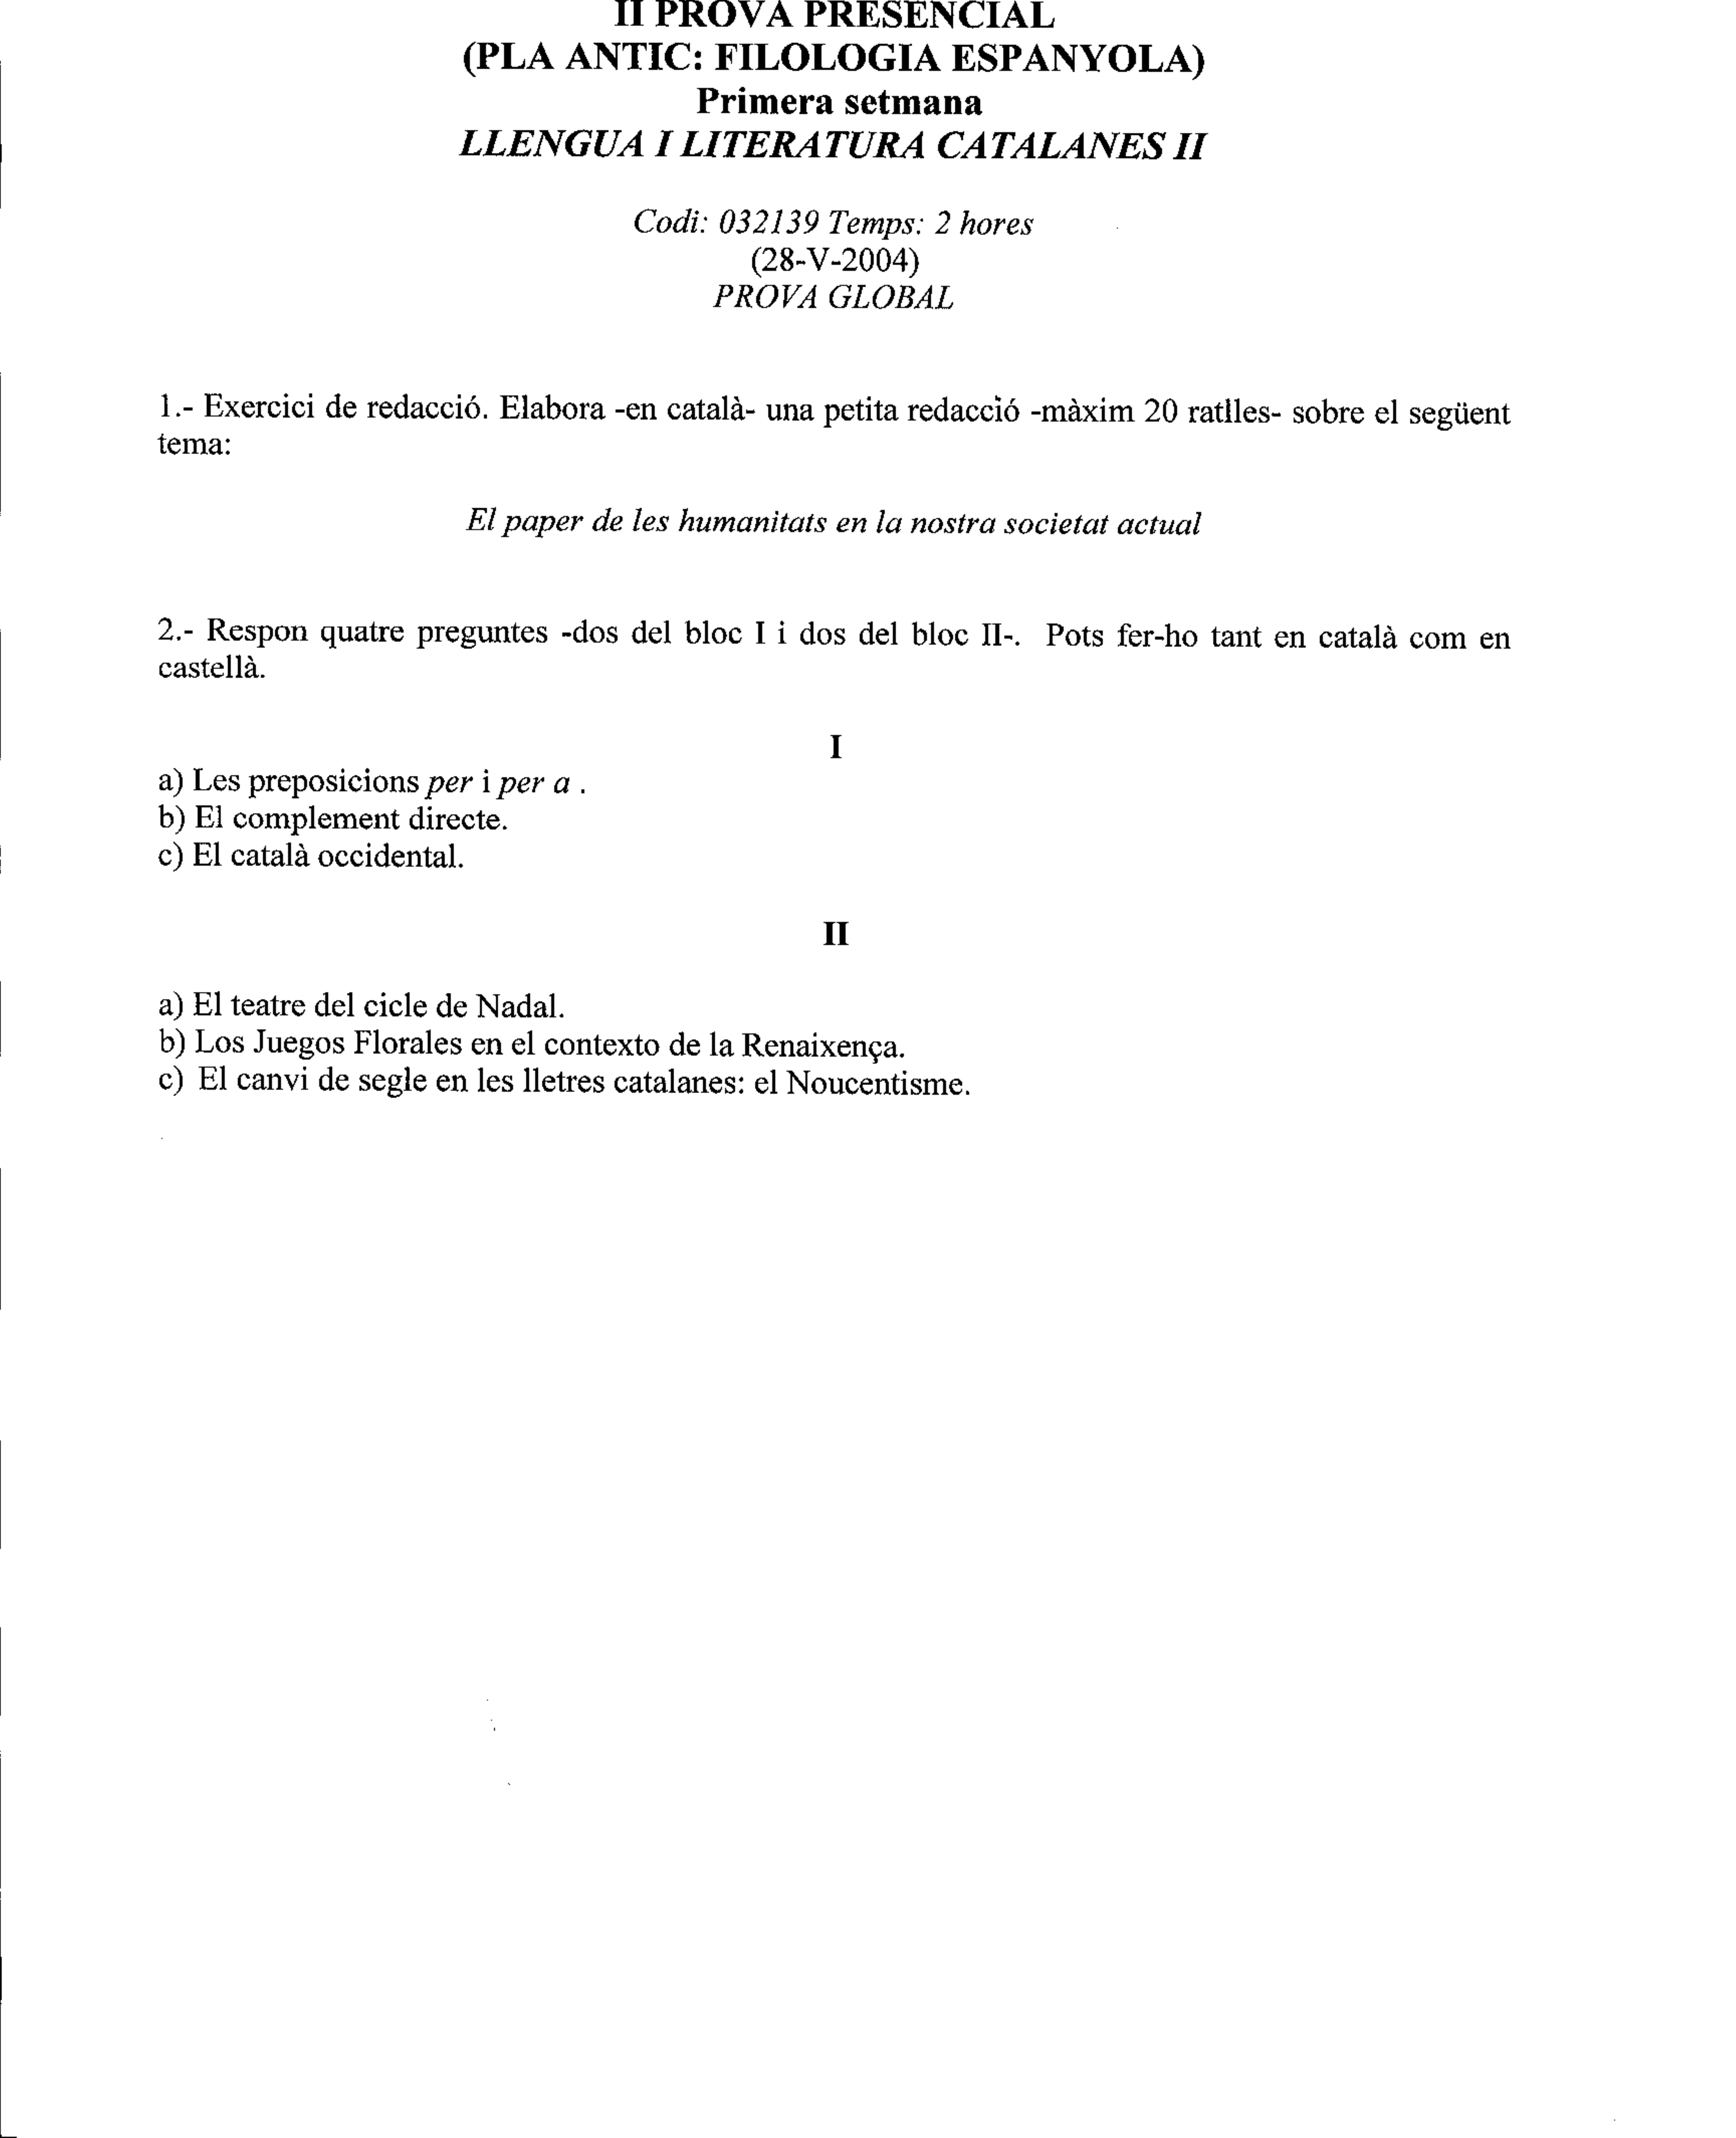 II PROVA PRESENCIAL
(PLA ANTIC: FILOLOGIA ESPANYOLA)
Primera setmana
LLENGUA I LITERATURA CATALANES II
Codi: 032139 Temps: 2 hores
(28-V-2004)
PROVA GLOBAL
1.- Exercici de redacció. Elabora -en català- una petita redacció -màxim 20 ratlles- sobre el següent
tema:
El paper de les humanitats en la nostra societat actual
2.- Respon quatre preguntes -dos del bloc I i dos del bloc II-. Pots fer-ho tant en català com en
castellà.
I
a) Les preposicions per i per a .
b) El complement directe.
c) El català occidental.
II
a) El teatre del cicle de Nadal.
b) Los Juegos Florales en el contexto de la Renaixença.
c) El canvi de segle en les lletres catalanes: el Noucentisme.